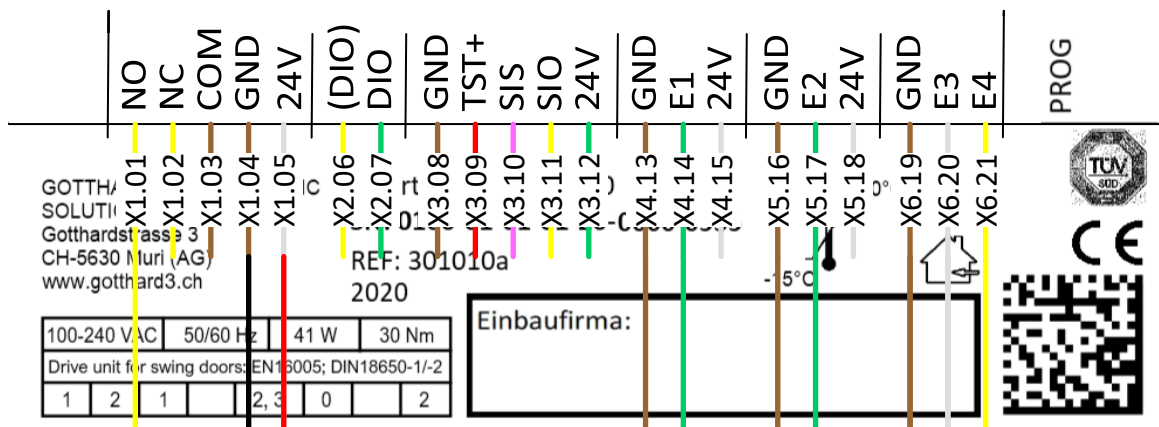 NO
NC
COM
GND
24V
(DIO)
DIO
GND
TST+
SIS
SIO
24V
GND
E1
24V
GND
E2
24V
GND
E3
E4
PROG
X1.01
X1.02
X1.03
X1.04
X1.05
X2.06
X2.07
X3.08
X3.09
X3.10
X3.11
X3.12
X4.13
X4.14
X4.15
X5.16
X5.17
X5.18
X6.19
X6.20
X6.21
TÜV
SÜD
CE
Gotthardstrasse 3
CH-5630 Muri (AG)
www.gotthard3.ch
REF: 301010a
2020
-15°C
Einbaufirma:
100-240 VAC 50/60 Hz 41 W 30 Nm
Drive unit for swing doors: EN16005; DIN18650-1/-2
1 2 1 2, 3 0 2